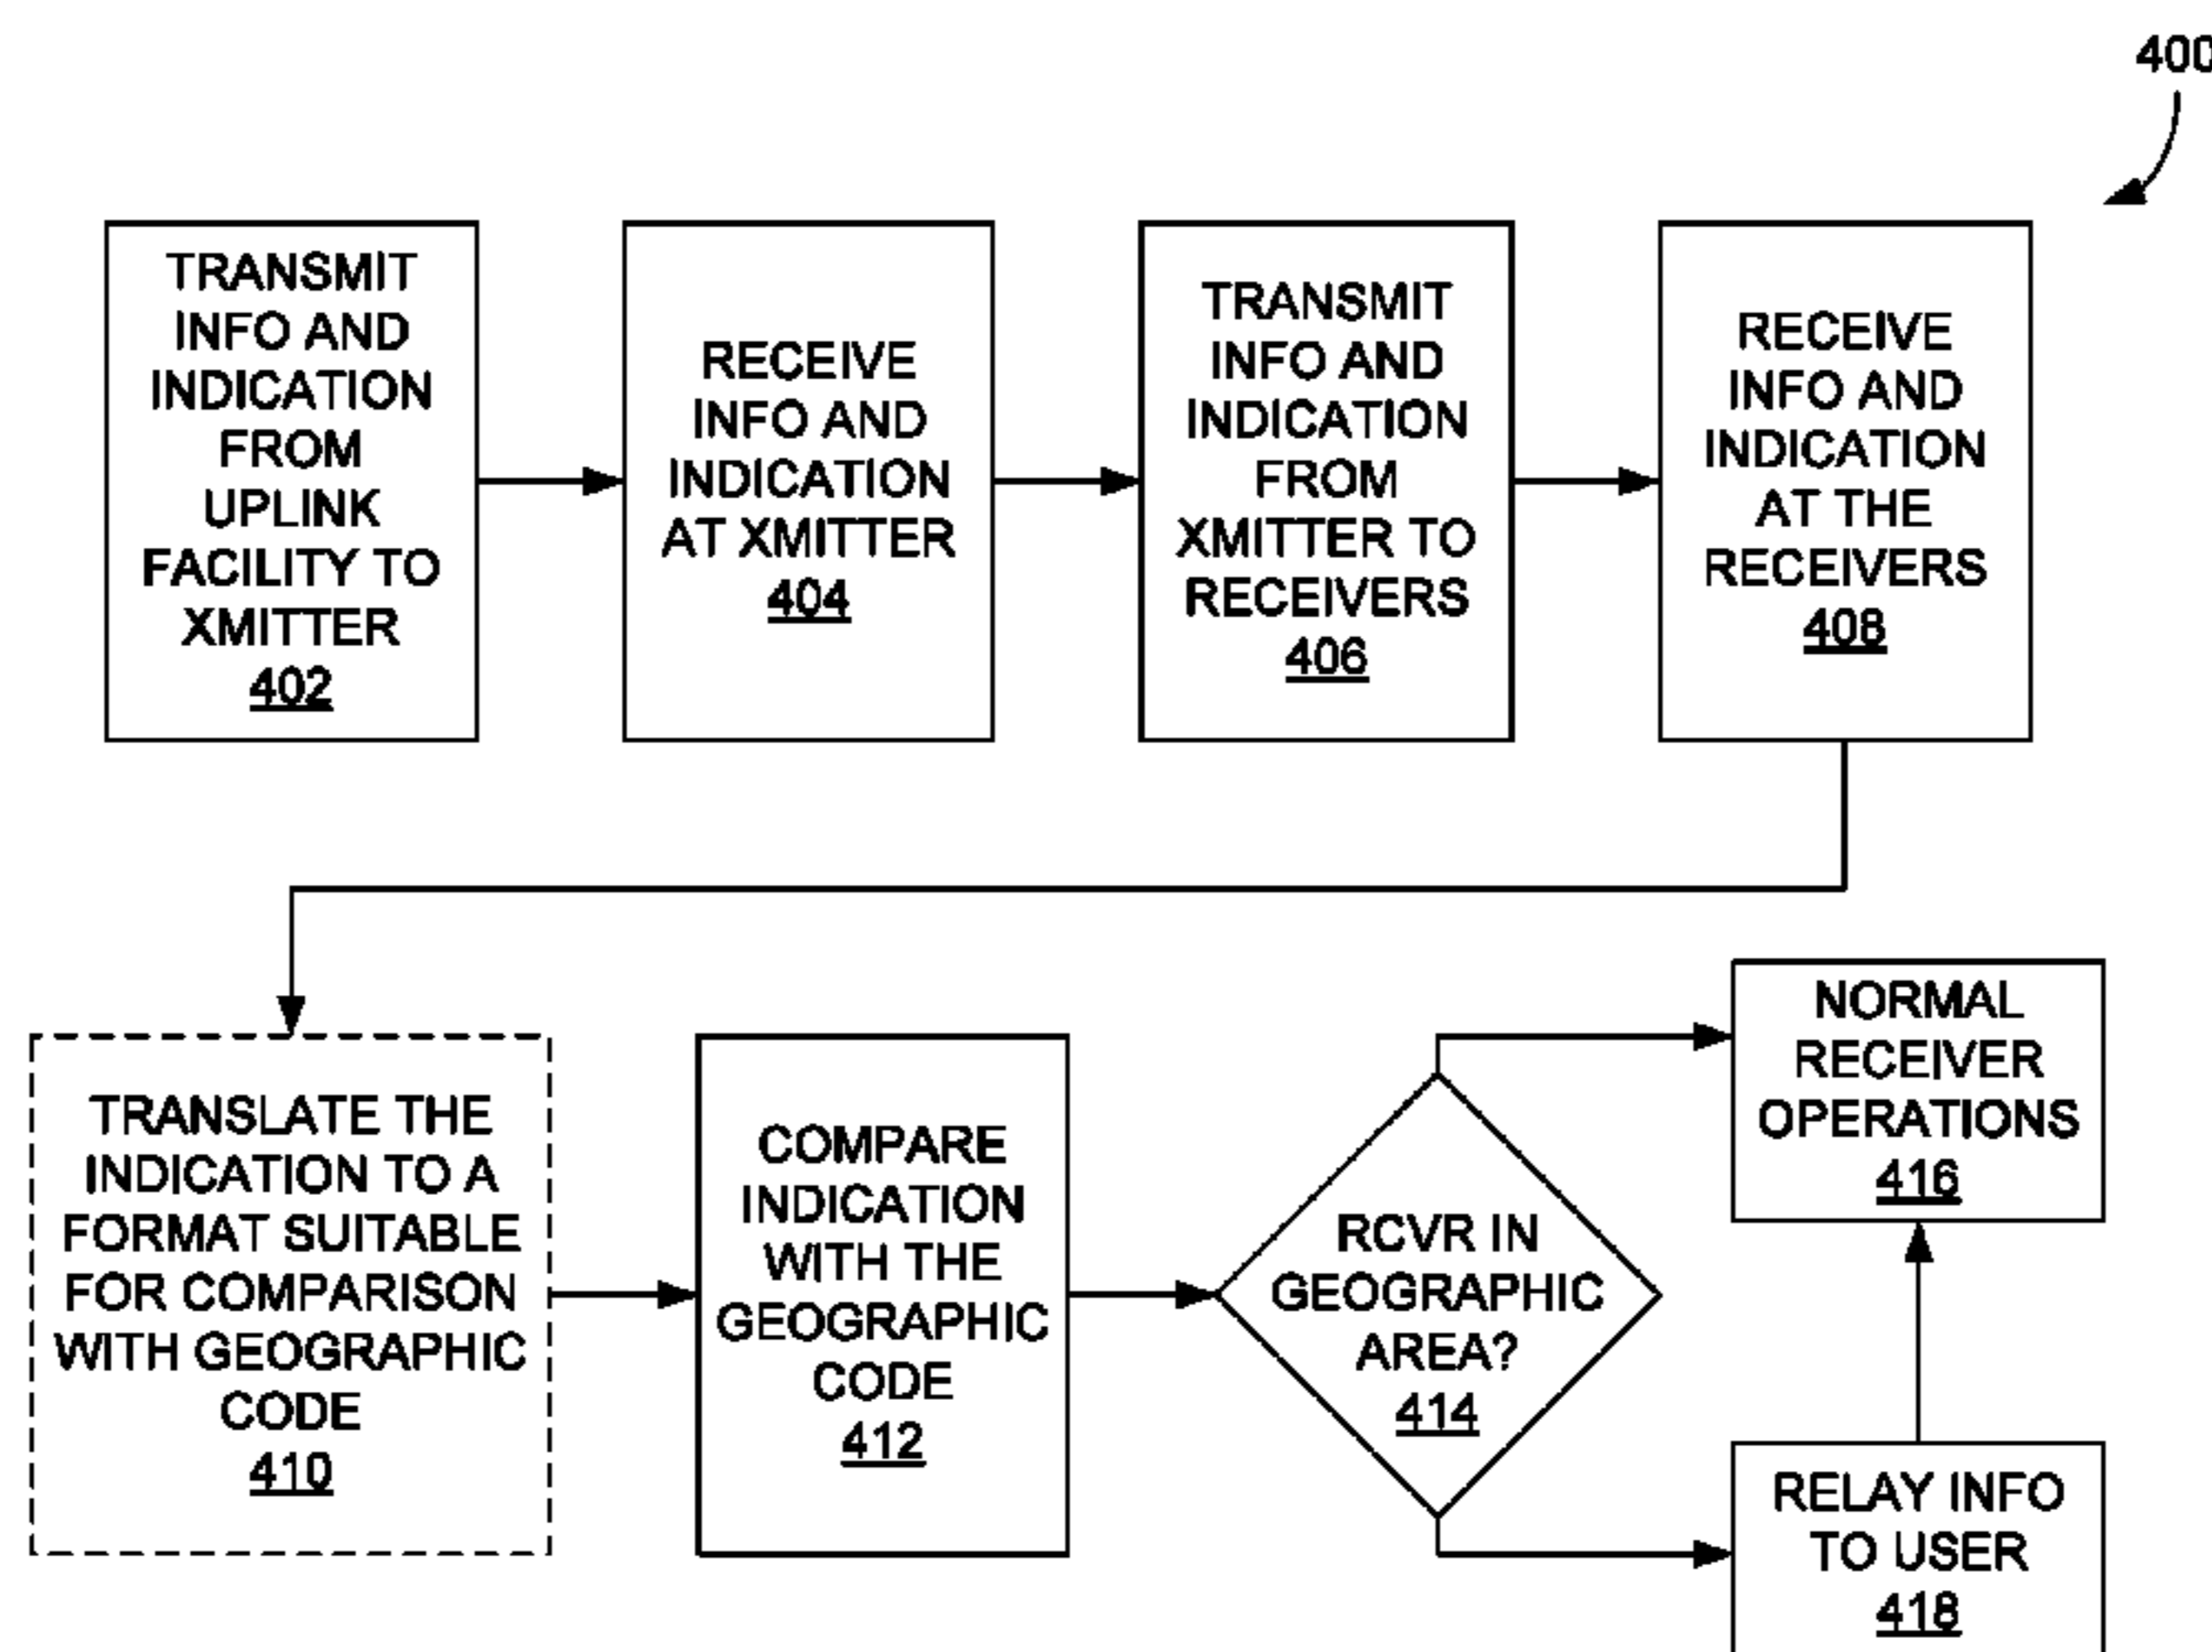 400
TRANSMIT
INFO AND
INDICATION
FROM
UPLINK
FACILITY TO
XMITTER
402
RECEIVE
INFO AND
INDICATION
AT XMITTER
404
TRANSMIT
INFO AND
INDICATION
FROM
XMITTER TO
RECEIVERS
406
RECEIVE
INFO AND
INDICATION
AT THE
RECEIVERS
408
TRANSLATE THE
INDICATION TO A
FORMAT SUITABLE
FOR COMPARISON
WITH GEOGRAPHIC
CODE
410
COMPARE
INDICATION
WITH THE
GEOGRAPHIC
CODE
412
RCVR IN
GEOGRAPHIC
AREA?
414
NORMAL
RECEIVER
OPERATIONS
416
RELAY INFO
TO USER
418